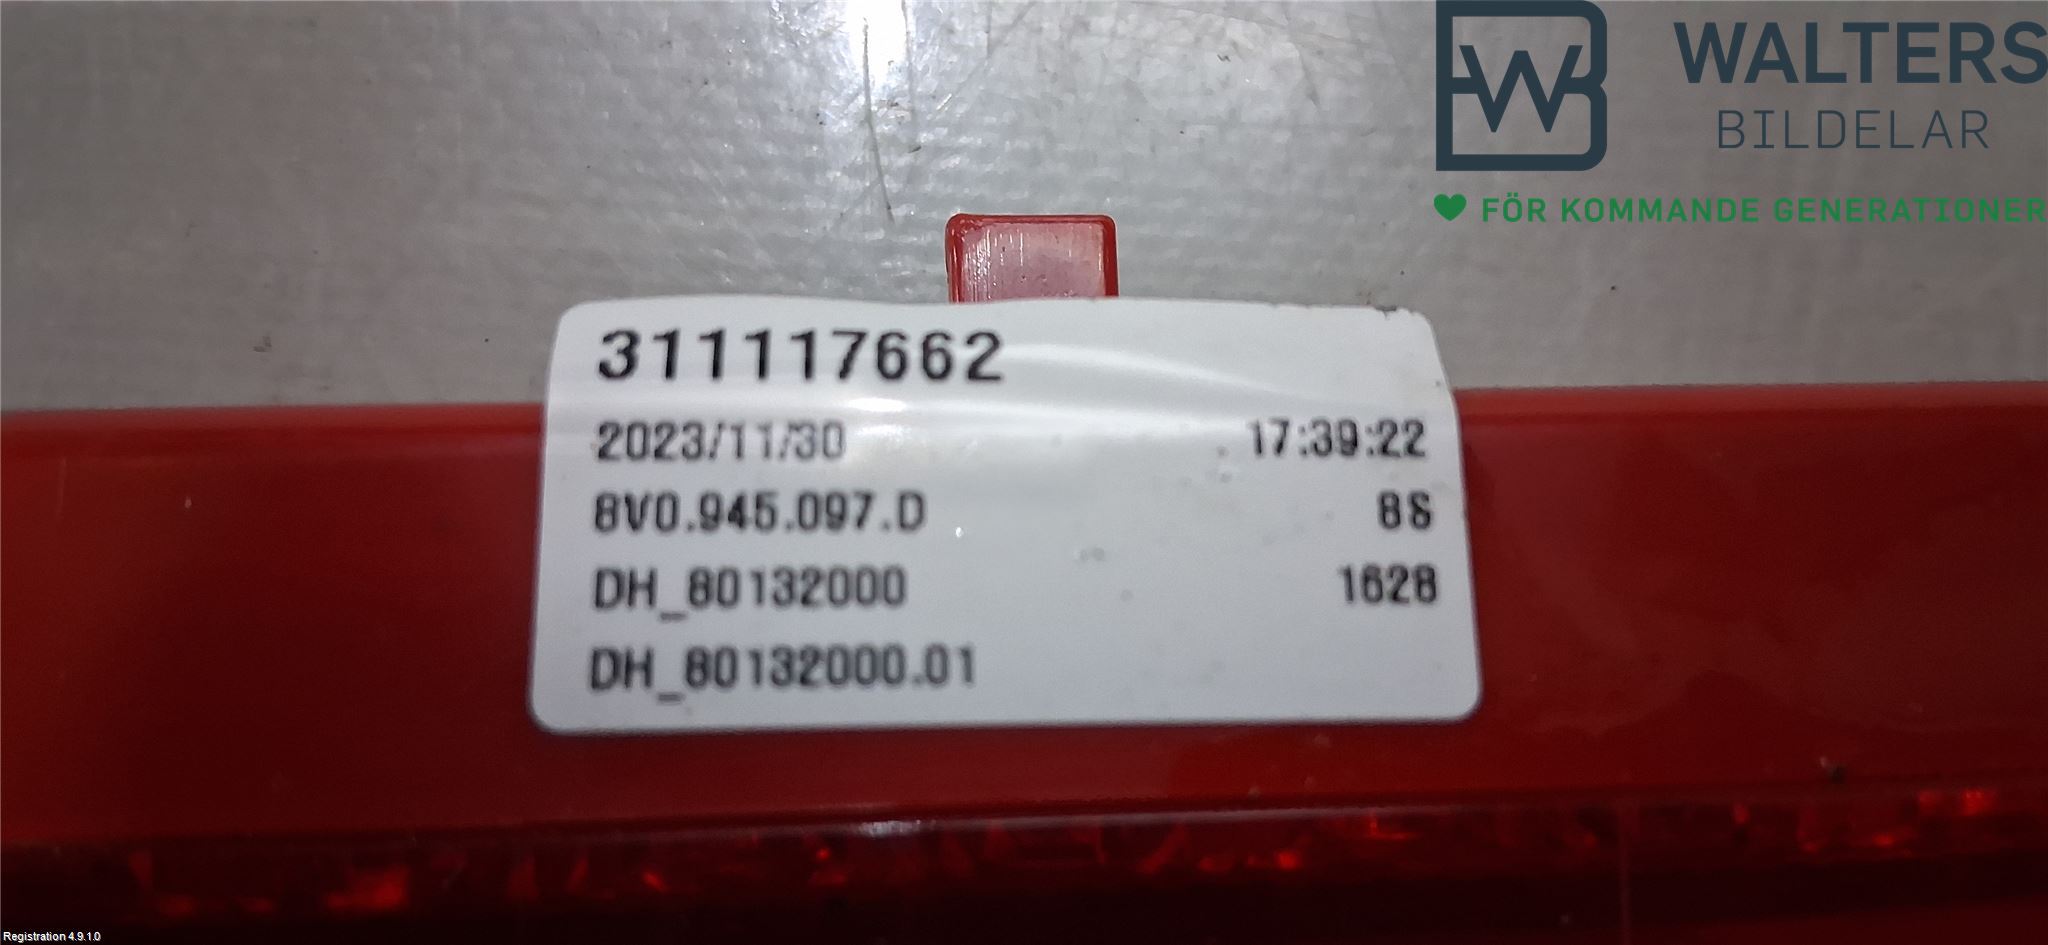 WALTERS
BILDELAR
FÖR KOMMANDE GENERATIONER
311117662
2023/11/30 17:39:22
8V0.945.097.D 8S
DH_80132000 1628
DH_80132000.01
Registration 4.9.1.0